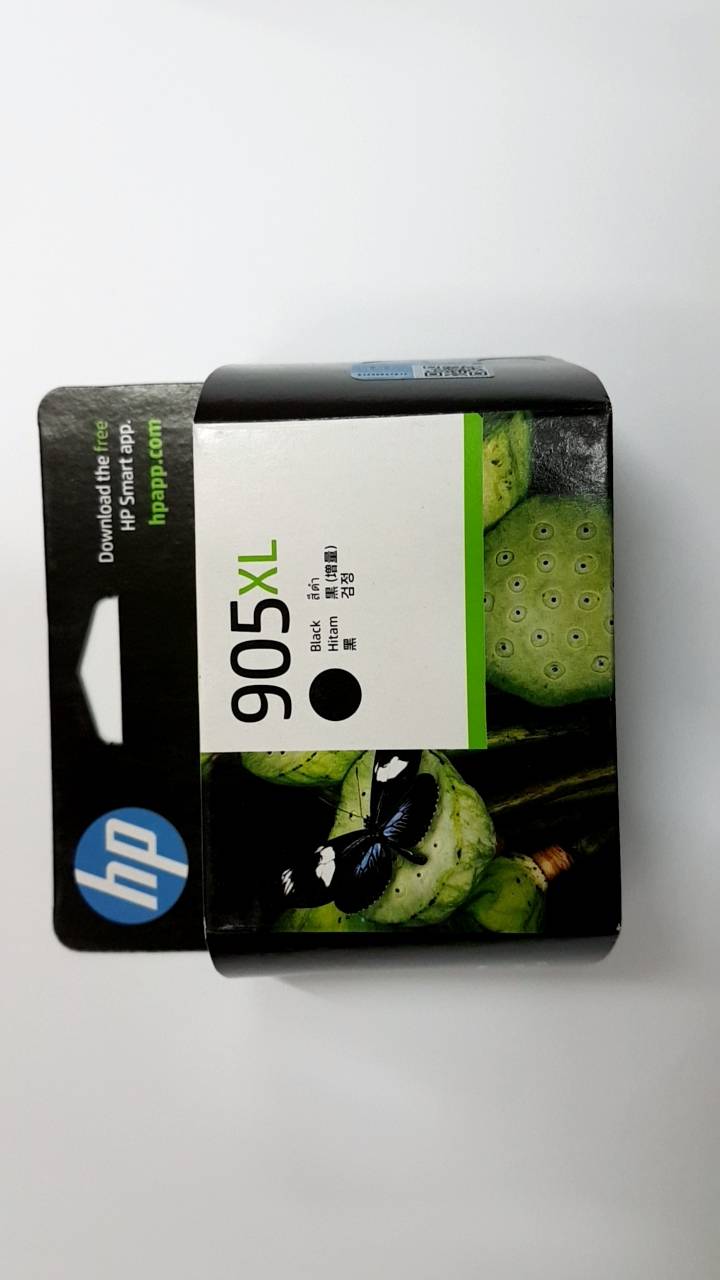 hp
Download the free
HP Smart app.
hpapp.com
905XL
Black สีดำ
Hitam 黑 (增量)
黑 검정